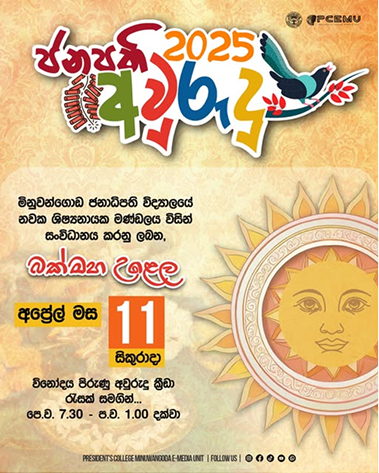 PCEMU
ජනපති 2025
අවුරුදු
මිනුවන්ගොඩ ජනාධිපති විද්‍යාලයේ
නවක ශිෂ්‍යනායක මණ්ඩලය විසින්
සංවිධානය කරනු ලබන,
බක්මහ උළෙල
අප්‍රේල් මස 11
සිකුරාදා
විනෝදය පිරුණු අවුරුදු ක්‍රීඩා
රැසක් සමගින්...
පෙ.ව. 7.30 - ප.ව. 1.00 දක්වා
PRESIDENT'S COLLEGE MINUWANGODA E-MEDIA UNIT | FOLLOW US |